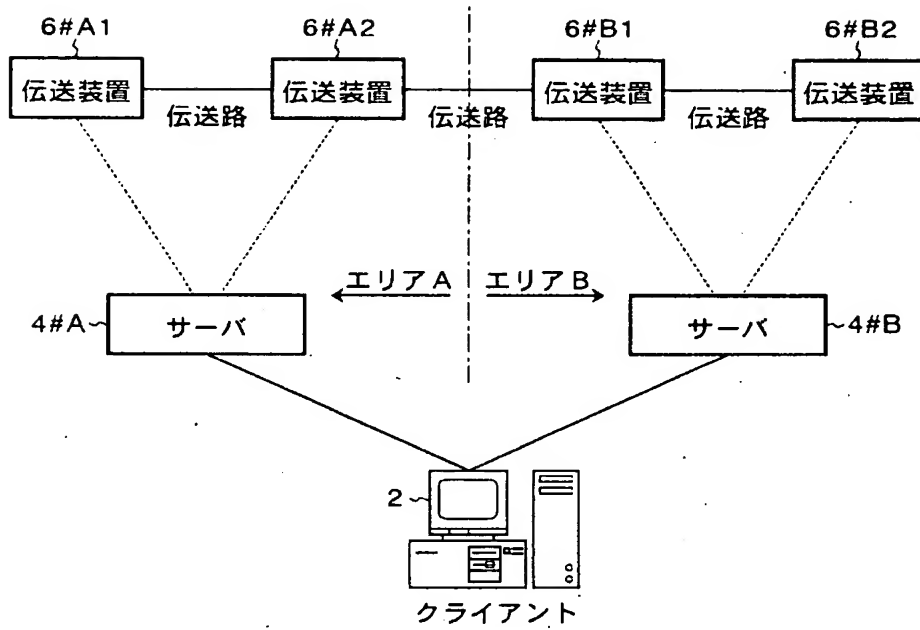 6#A1 6#A2 6#B1 6#B2
伝送装置 伝送装置 伝送装置 伝送装置
伝送路 伝送路 伝送路
エリアA エリアB
4#A サーバ サーバ 4#B
2
クライアント